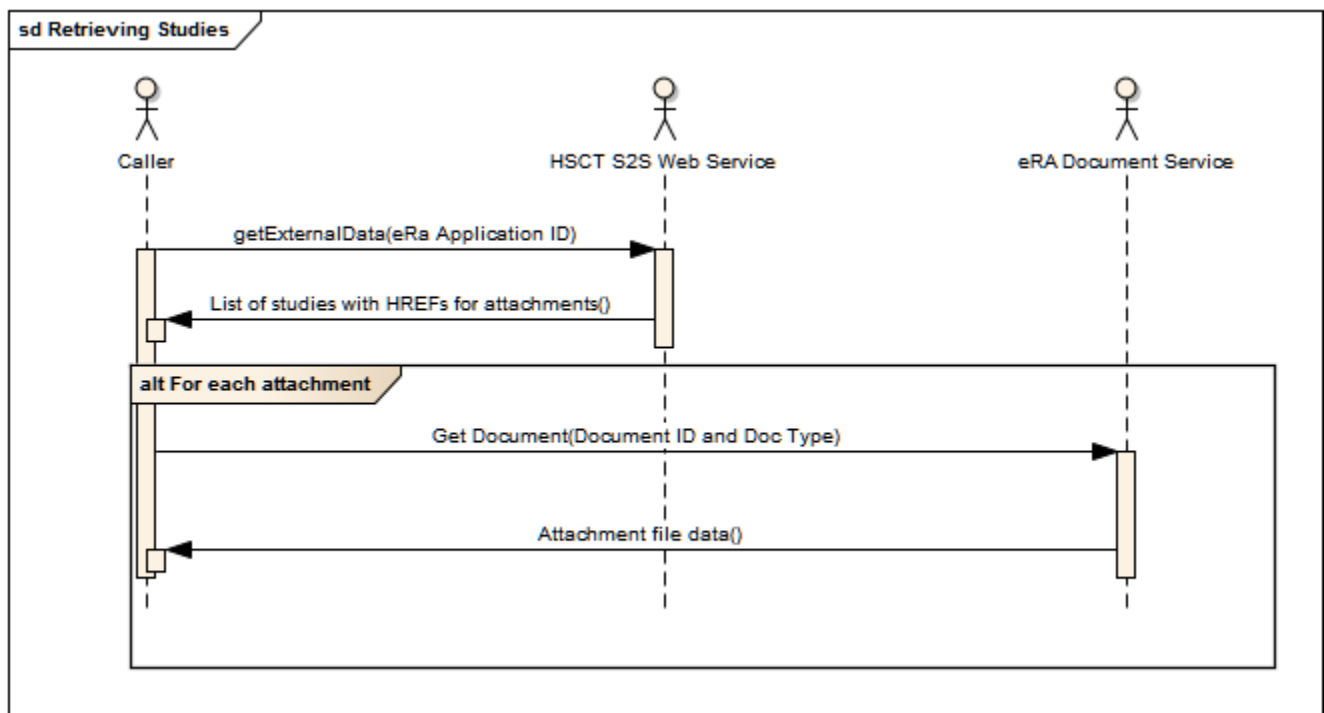 sd Retrieving Studies
Caller
HSCT S2S Web Service
eRA Document Service
getExternalData(eRa Application ID)
List of studies with HREFs for attachments()
alt For each attachment
Get Document(Document ID and Doc Type)
Attachment file data()